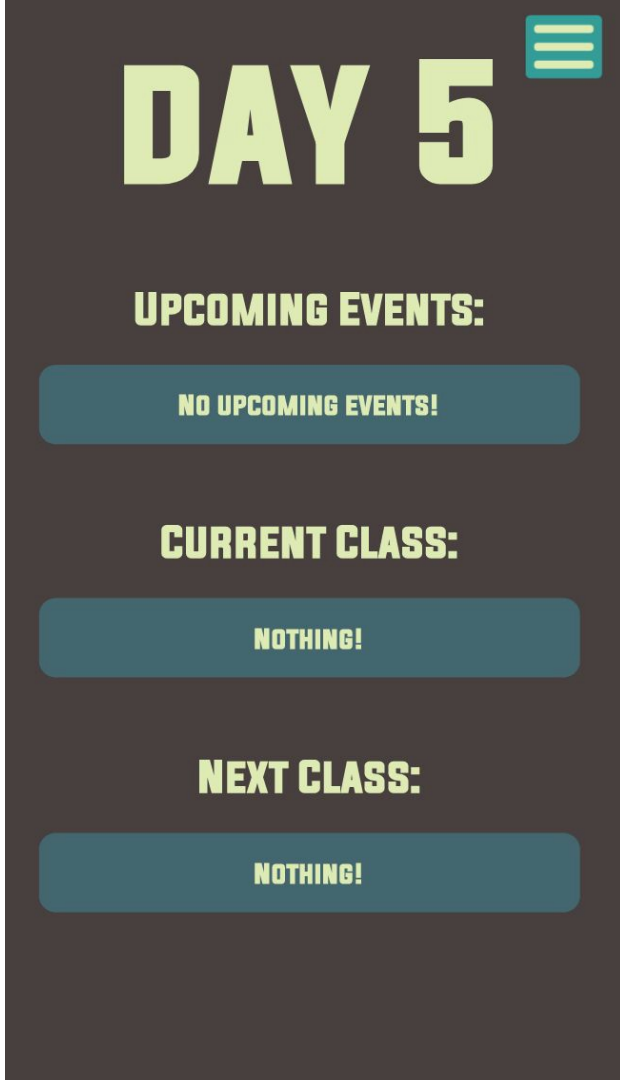 DAY 5
UPCOMING EVENTS:
NO UPCOMING EVENTS!
CURRENT CLASS:
NOTHING!
NEXT CLASS:
NOTHING!